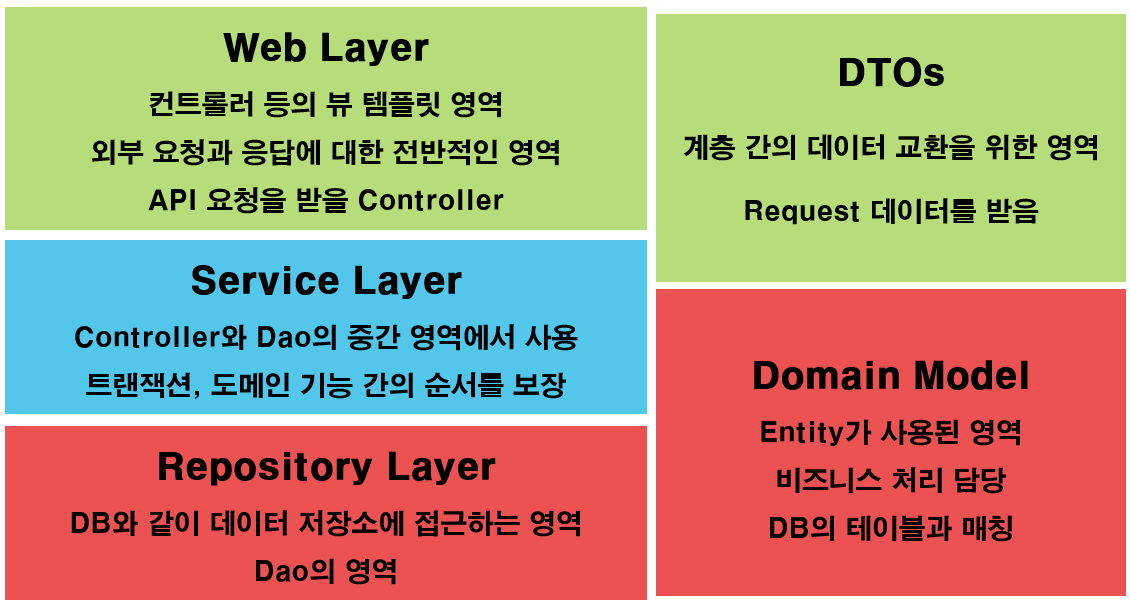 Web Layer
컨트롤러 등의 뷰 템플릿 영역
외부 요청과 응답에 대한 전반적인 영역
API 요청을 받을 Controller
Service Layer
Controller와 Dao의 중간 영역에서 사용
트랜잭션, 도메인 기능 간의 순서를 보장
Repository Layer
DB와 같이 데이터 저장소에 접근하는 영역
Dao의 영역
DTOs
계층 간의 데이터 교환을 위한 영역
Request 데이터를 받음
Domain Model
Entity가 사용된 영역
비즈니스 처리 담당
DB의 테이블과 매칭